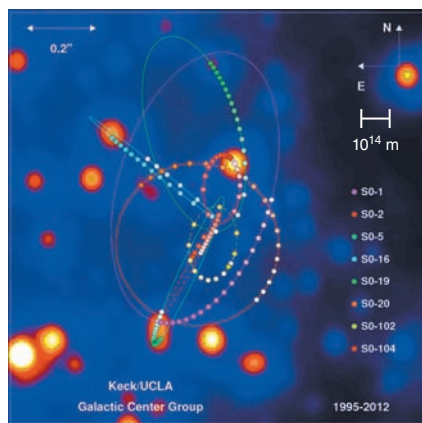 N
0.2"
E
10¹⁴ m
S0-1
S0-2
S0-5
S0-16
S0-19
S0-20
S0-102
S0-104
Keck/UCLA
Galactic Center Group
1995-2012